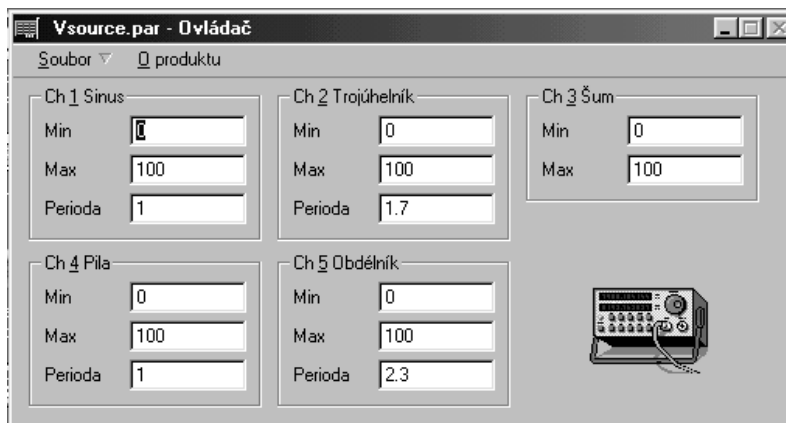 Vsource.par - Ovládač
Soubor O produktu
Ch 1 Sinus
Min 0
Max 100
Perioda 1
Ch 2 Trojúhelník
Min 0
Max 100
Perioda 1.7
Ch 3 Šum
Min 0
Max 100
Ch 4 Pila
Min 0
Max 100
Perioda 1
Ch 5 Obdélník
Min 0
Max 100
Perioda 2.3